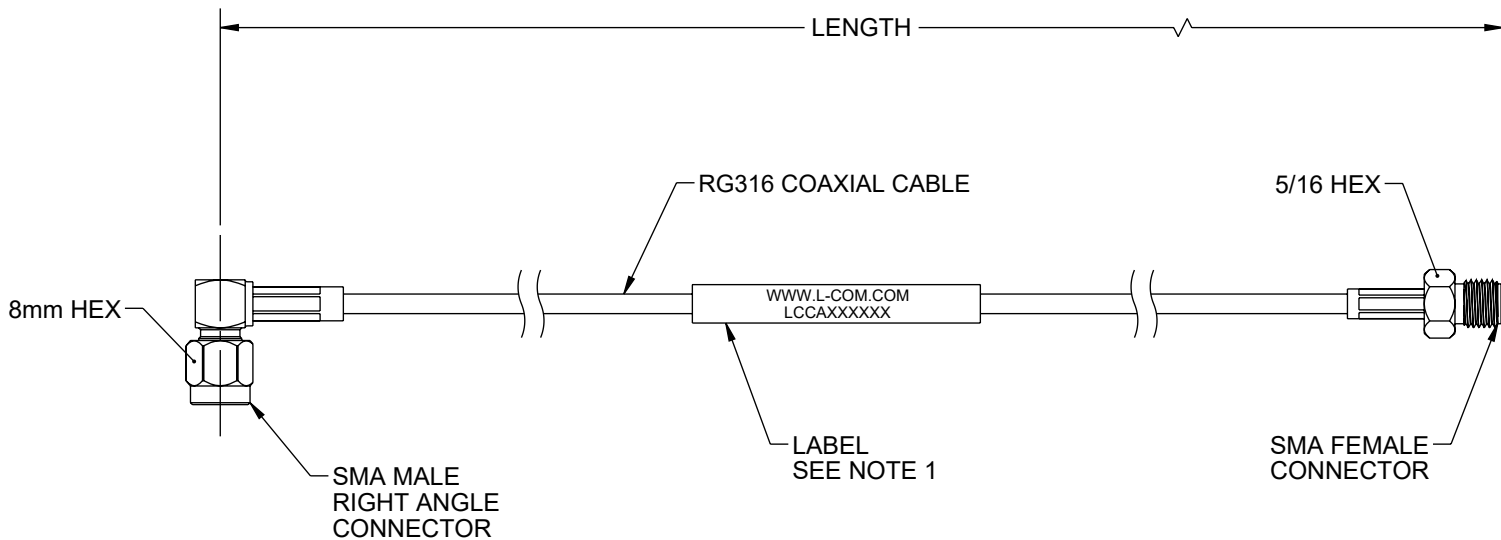 LENGTH
RG316 COAXIAL CABLE
5/16 HEX
8mm HEX
WWW.L-COM.COM
LCCAXXXXXX
LABEL
SEE NOTE 1
SMA FEMALE
CONNECTOR
SMA MALE
RIGHT ANGLE
CONNECTOR